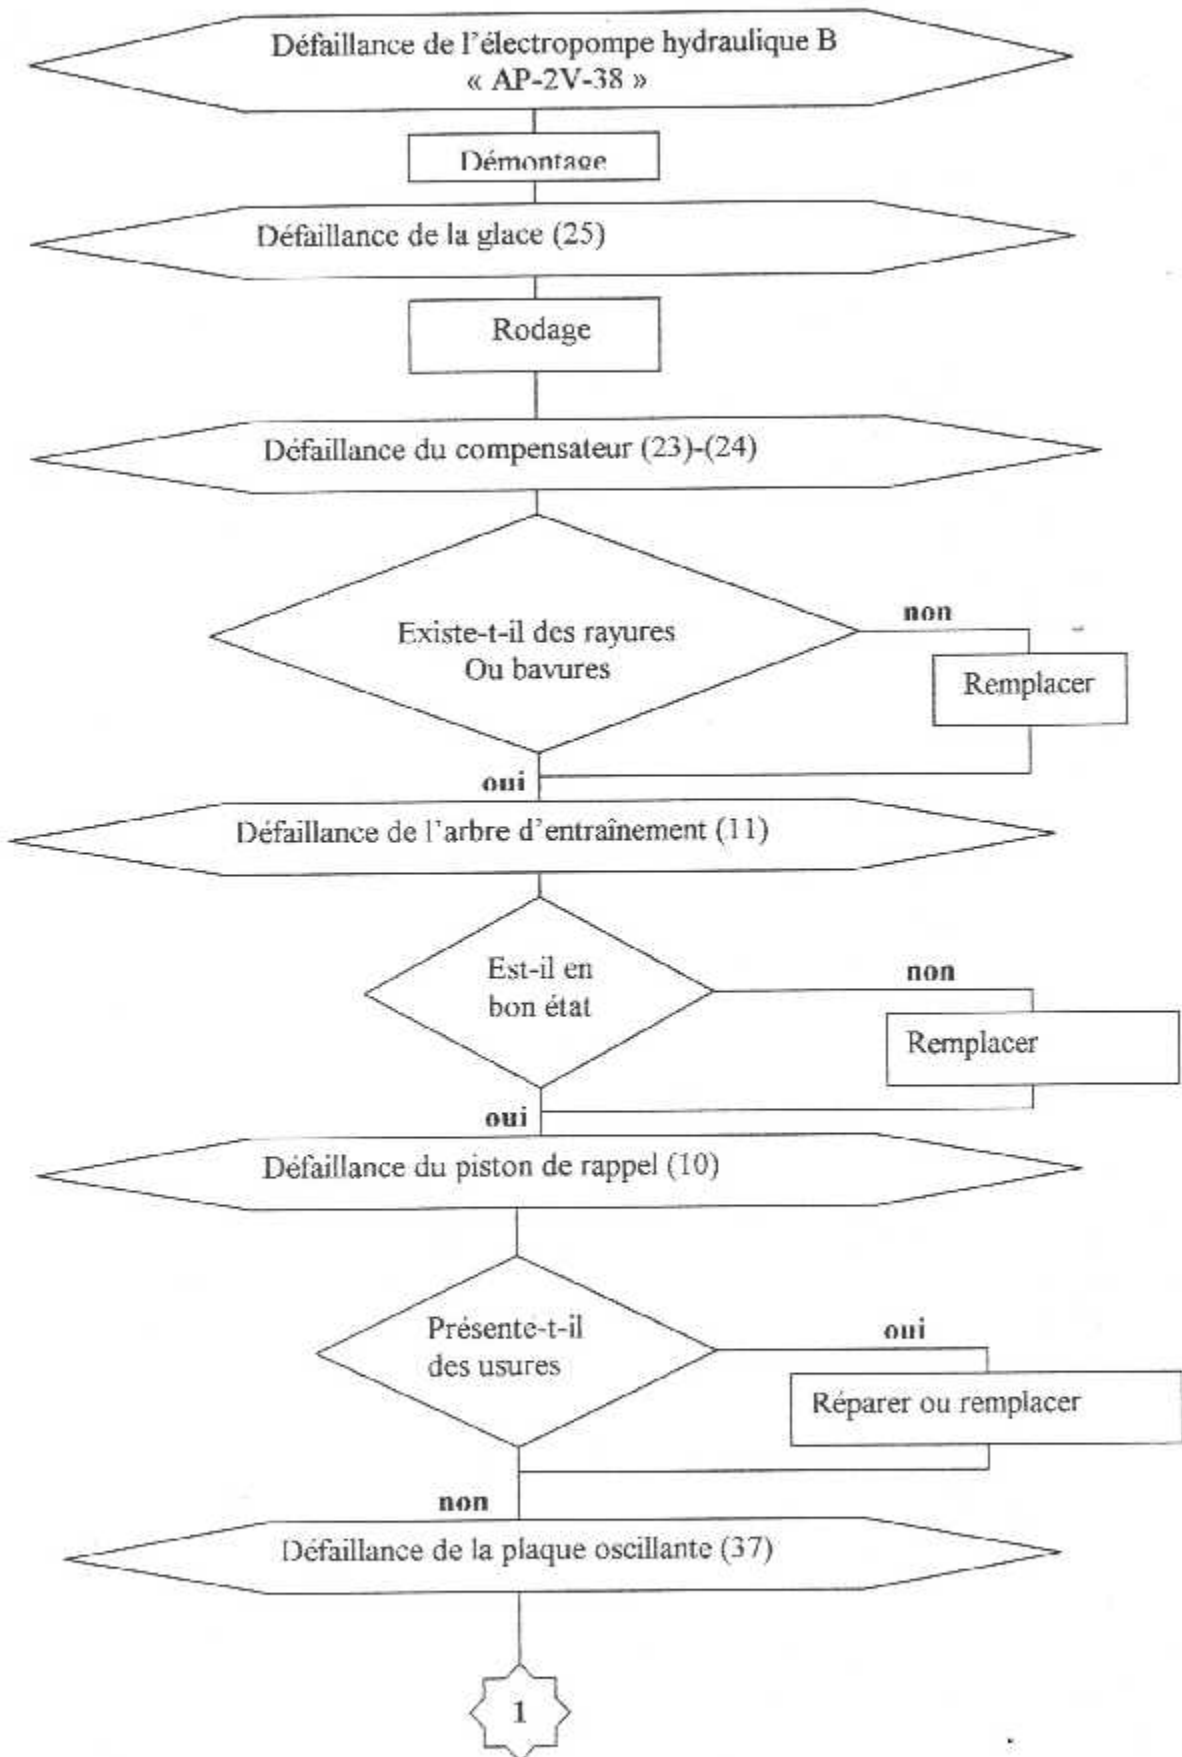 Défaillance de l'électropompe hydraulique B
« AP-2V-38 »
Démontage
Défaillance de la glace (25)
Rodage
Défaillance du compensateur (23)-(24)
Existe-t-il des rayures
Ou bavures
non
Remplacer
oui
Défaillance de l'arbre d'entraînement (11)
Est-il en
bon état
non
Remplacer
oui
Défaillance du piston de rappel (10)
Présente-t-il
des usures
oui
Réparer ou remplacer
non
Défaillance de la plaque oscillante (37)
1